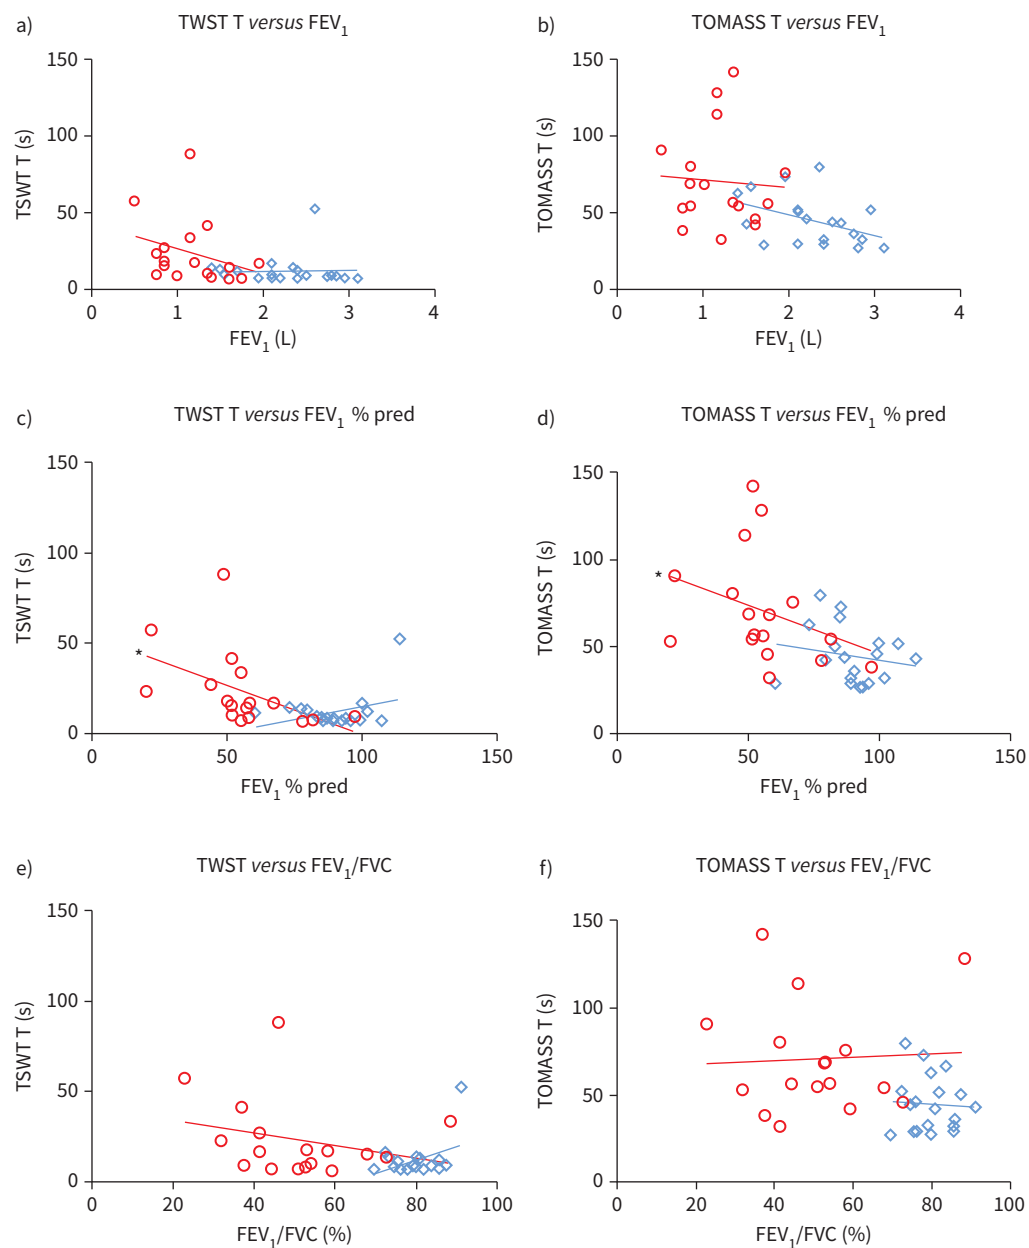 a)
TWST T versus FEV₁
150
100
50
0
TSWT T (s)
0 1 2 3 4
FEV₁ (L)
b)
TOMASS T versus FEV₁
150
100
50
0
TOMASS T (s)
0 1 2 3 4
FEV₁ (L)
c)
TWST T versus FEV₁ % pred
150
100
50
0
TSWT T (s)
*
0 50 100 150
FEV₁ % pred
d)
TOMASS T versus FEV₁ % pred
150
100
50
0
TOMASS T (s)
*
0 50 100 150
FEV₁ % pred
e)
TWST versus FEV₁/FVC
150
100
50
0
TSWT T (s)
0 20 40 60 80 100
FEV₁/FVC (%)
f)
TOMASS T versus FEV₁/FVC
150
100
50
0
TOMASS T (s)
0 20 40 60 80 100
FEV₁/FVC (%)